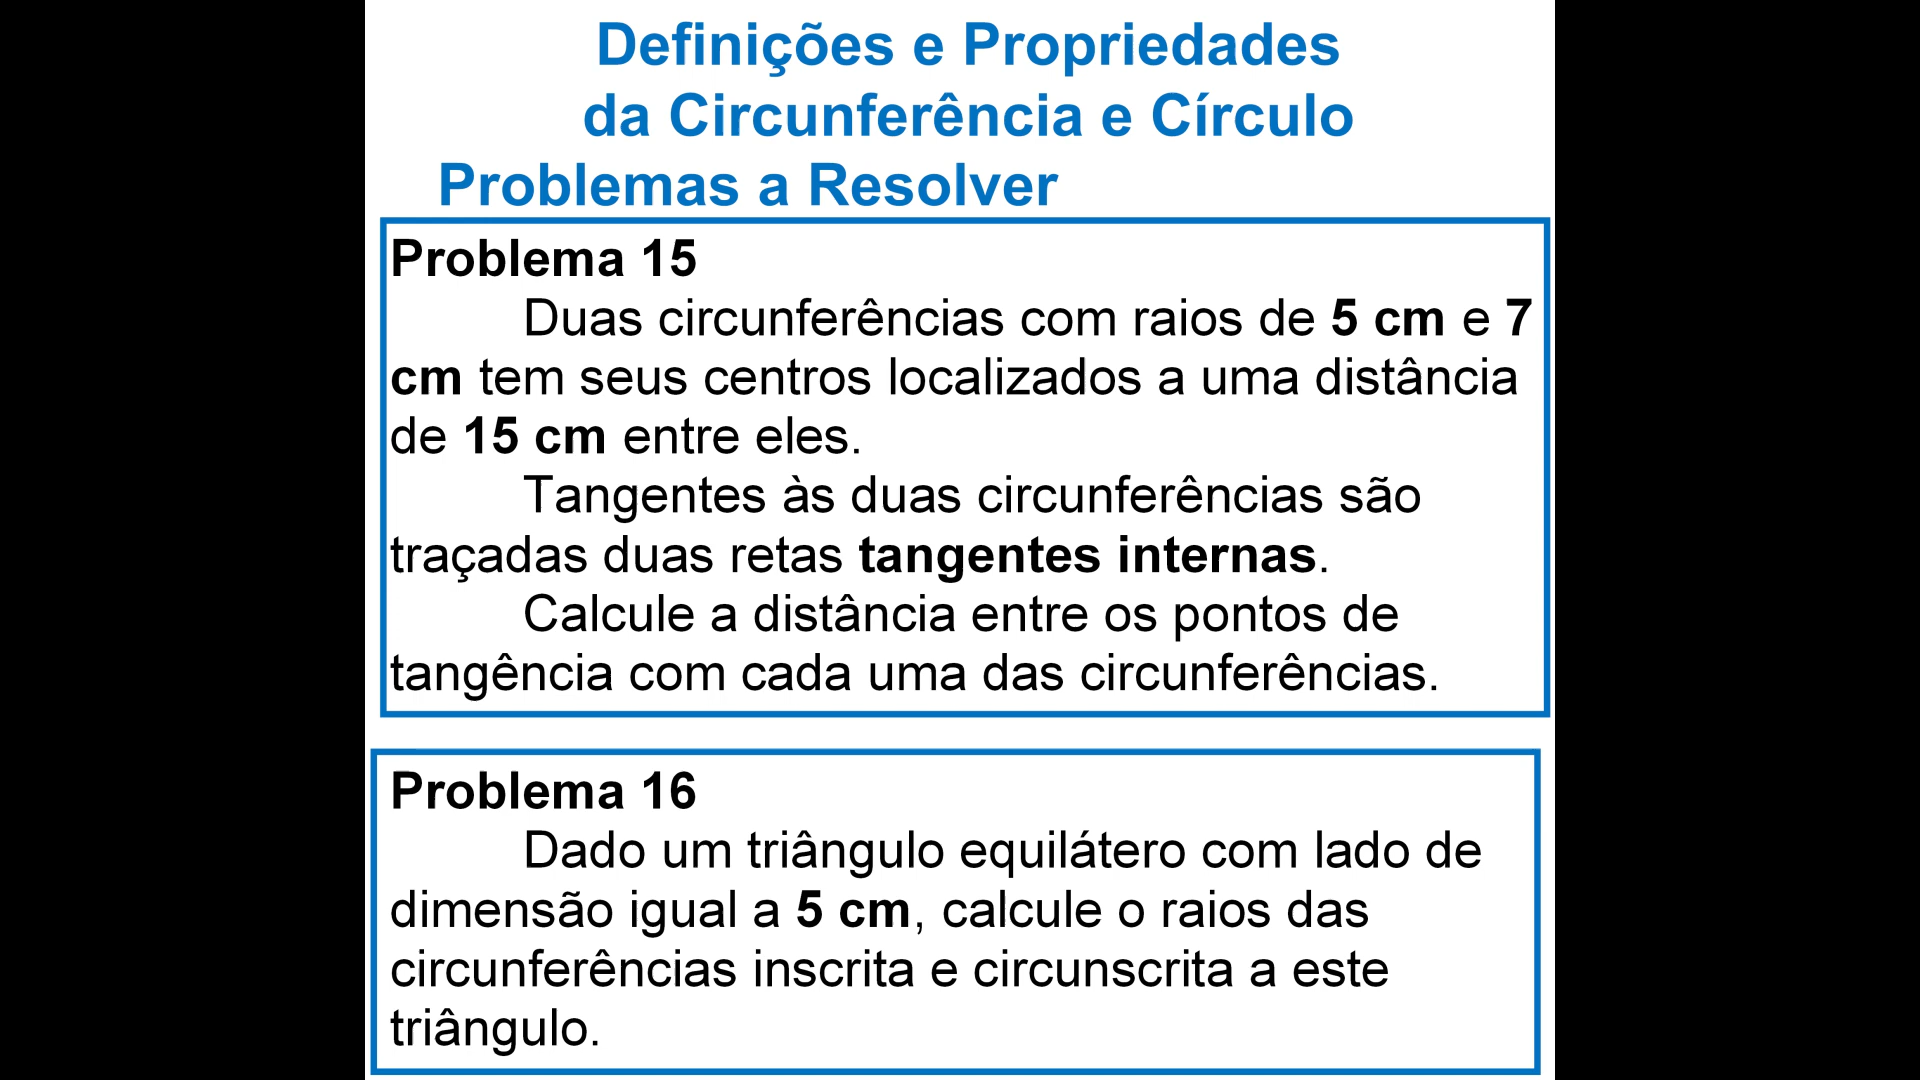 Definições e Propriedades
da Circunferência e Círculo
Problemas a Resolver
Problema 15
Duas circunferências com raios de 5 cm e 7
cm tem seus centros localizados a uma distância
de 15 cm entre eles.
Tangentes às duas circunferências são
traçadas duas retas tangentes internas.
Calcule a distância entre os pontos de
tangência com cada uma das circunferências.
Problema 16
Dado um triângulo equilátero com lado de
dimensão igual a 5 cm, calcule o raios das
circunferências inscrita e circunscrita a este
triângulo.